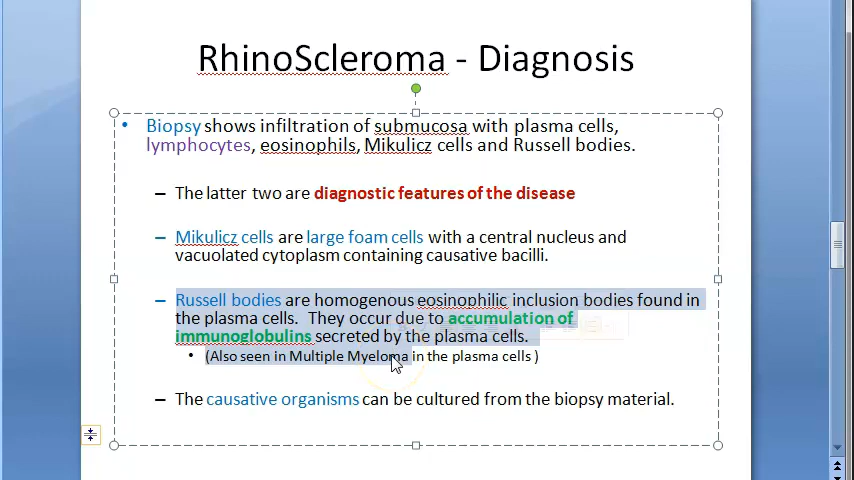 RhinoScleroma - Diagnosis
• Biopsy shows infiltration of submucosa with plasma cells,
lymphocytes, eosinophils, Mikulicz cells and Russell bodies.
– The latter two are diagnostic features of the disease
– Mikulicz cells are large foam cells with a central nucleus and
vacuolated cytoplasm containing causative bacilli.
– Russell bodies are homogenous eosinophilic inclusion bodies found in
the plasma cells. They occur due to accumulation of
immunoglobulins secreted by the plasma cells.
• (Also seen in Multiple Myeloma in the plasma cells )
– The causative organisms can be cultured from the biopsy material.